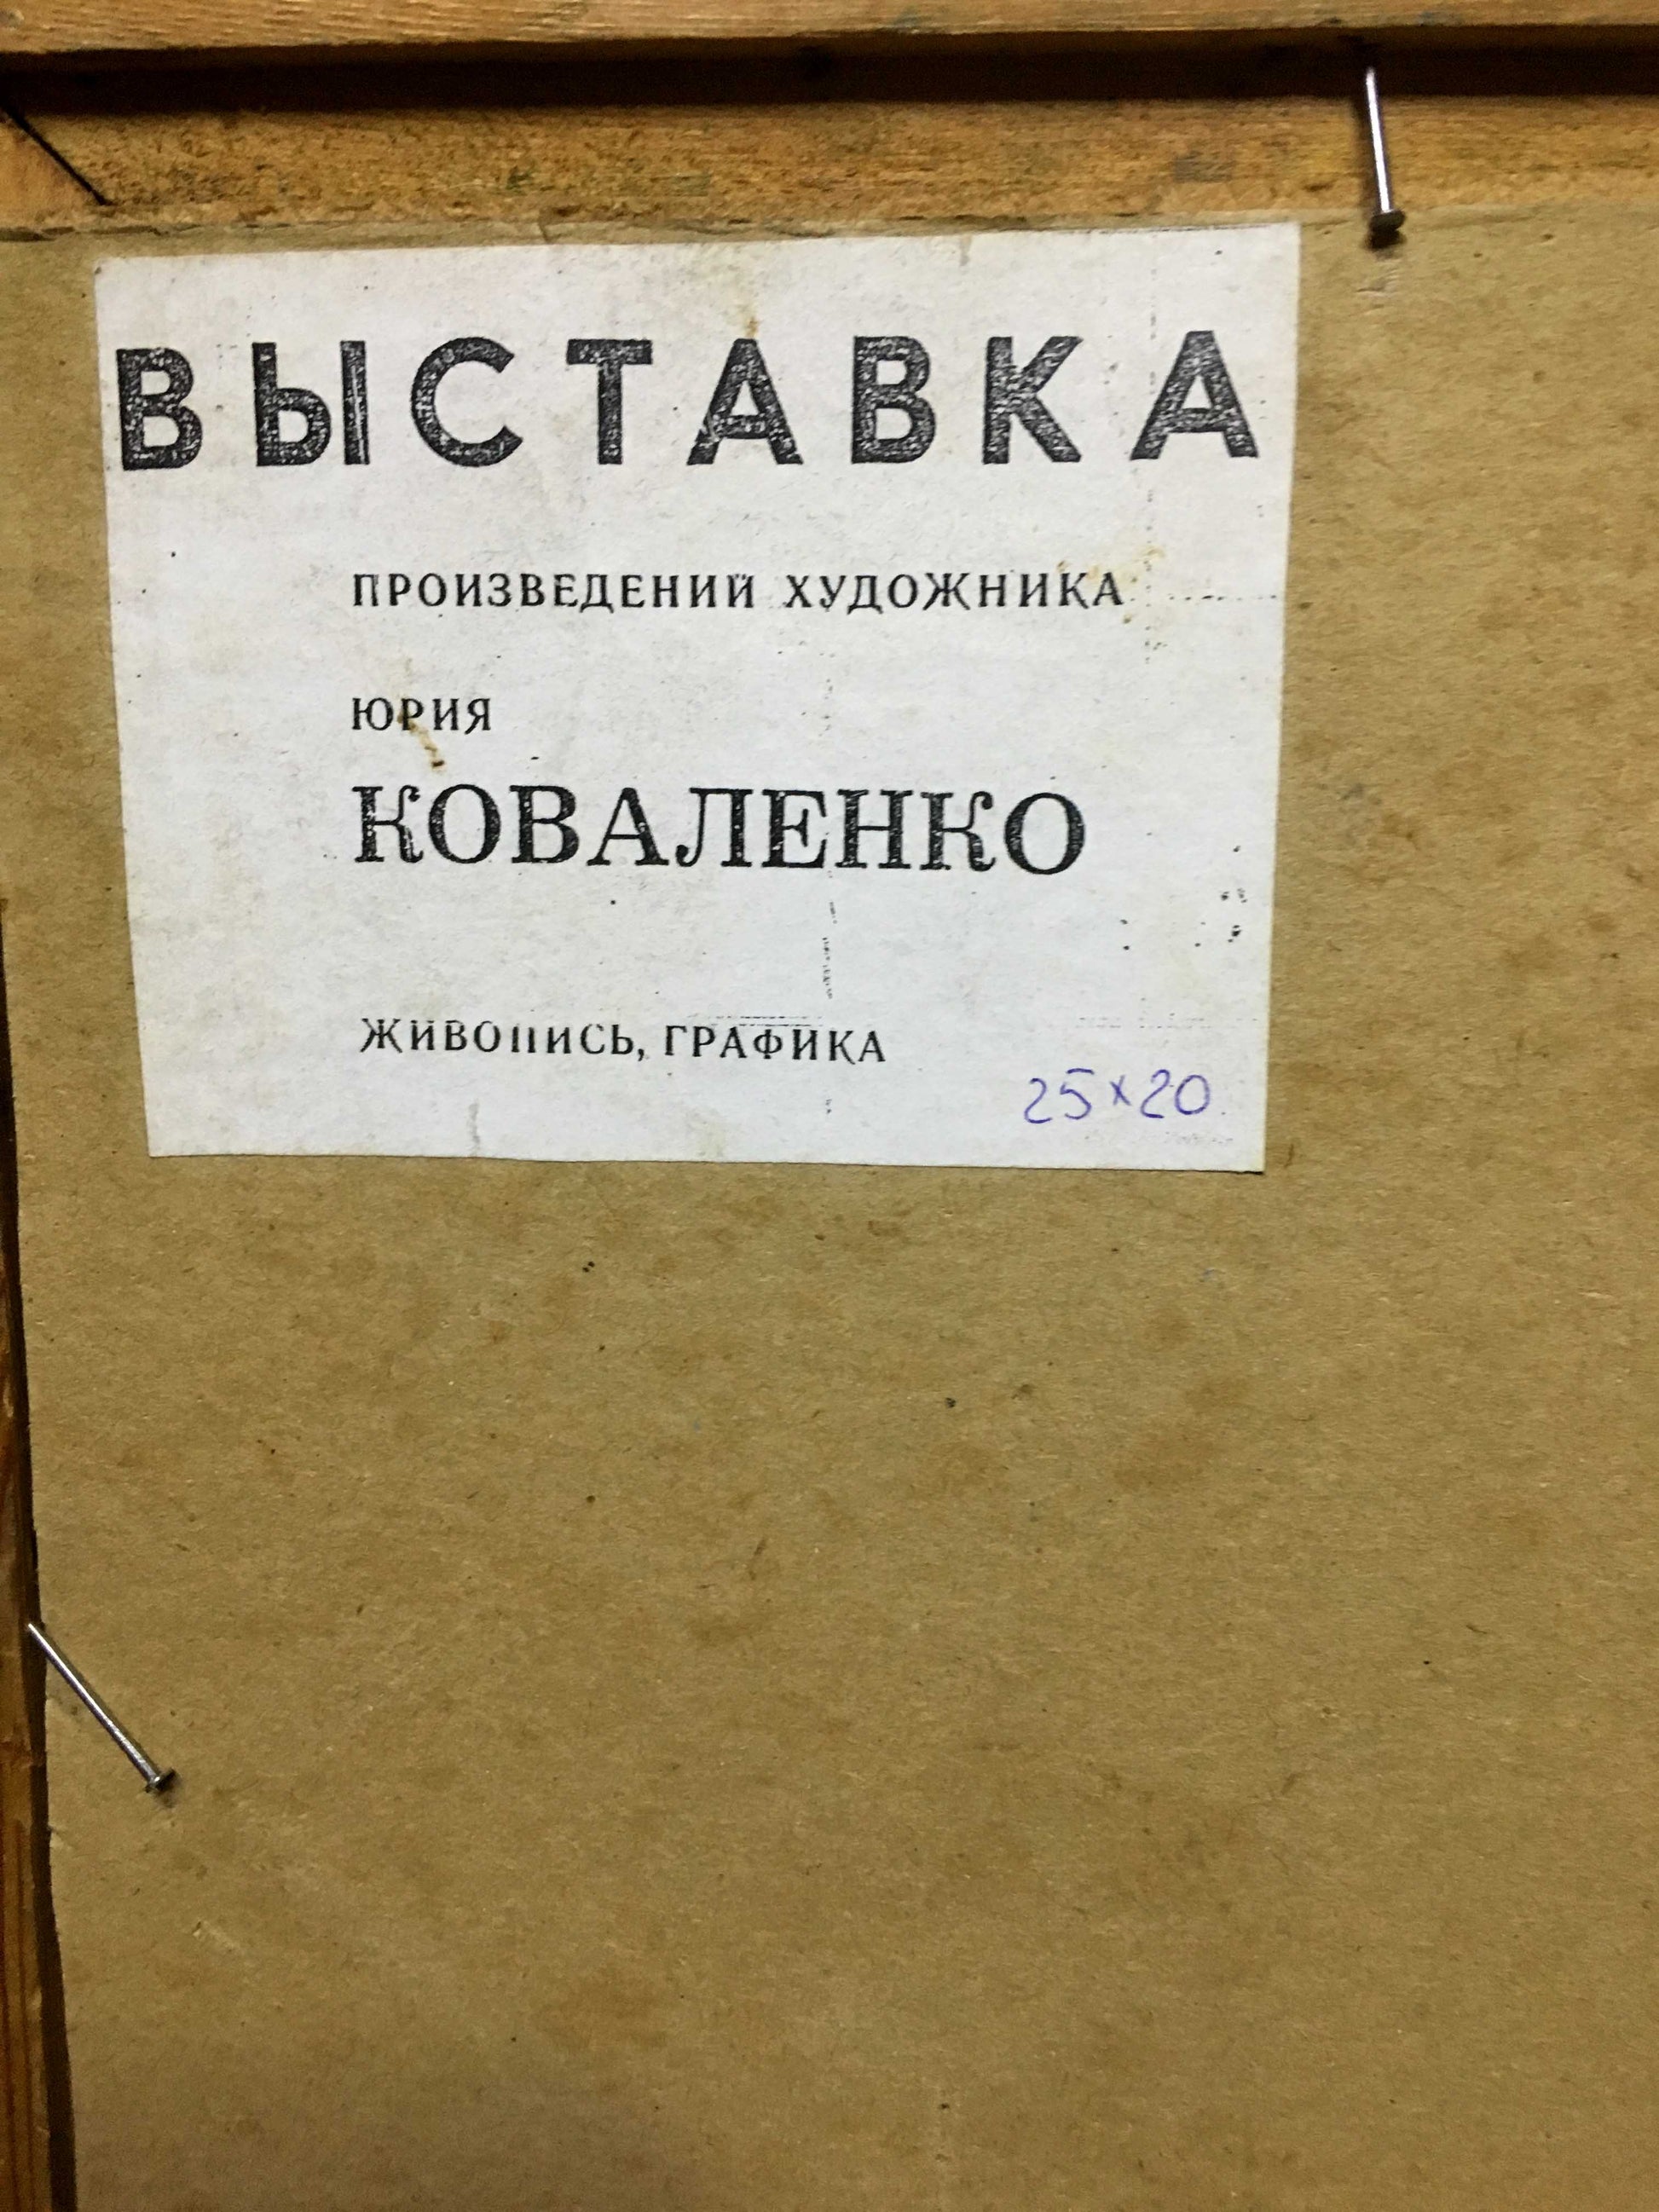 ВЫСТАВКА
ПРОИЗВЕДЕНИЙ ХУДОЖНИКА
ЮРИЯ
КОВАЛЕНКО
ЖИВОПИСЬ, ГРАФИКА
25×20